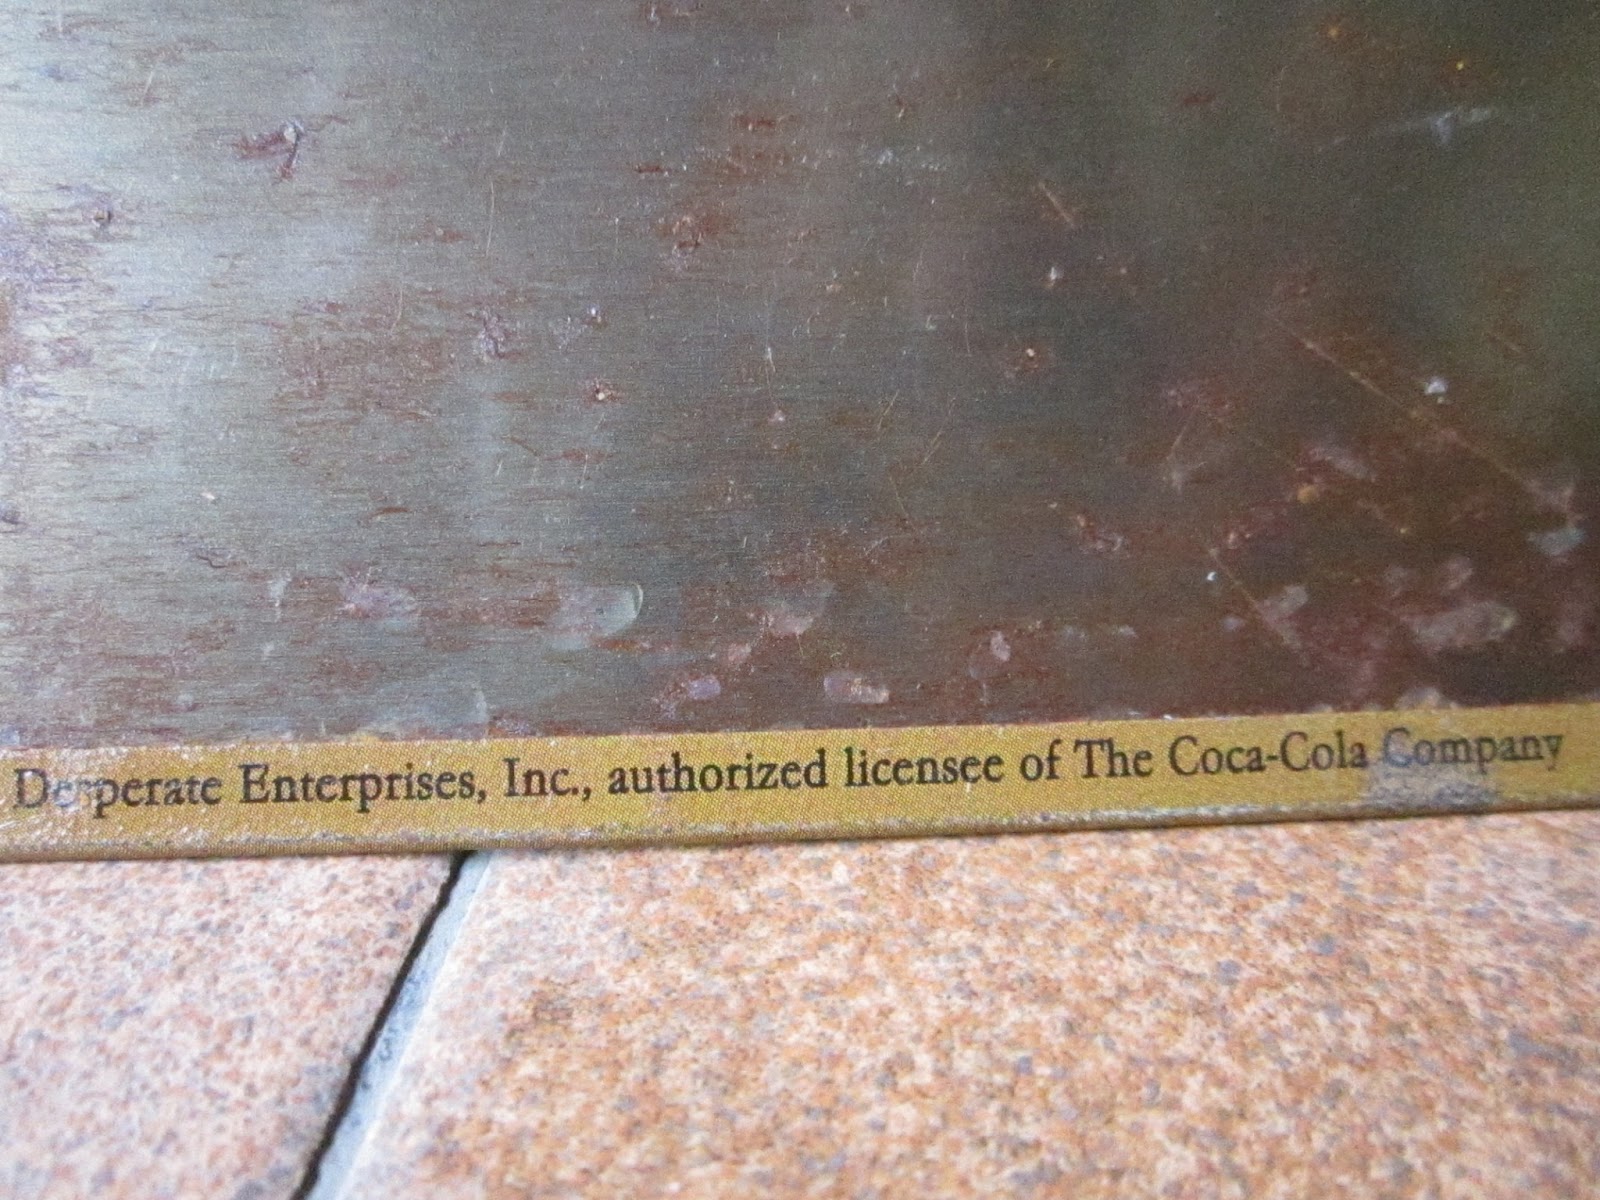 Desperate Enterprises, Inc., authorized licensee of The Coca-Cola Company